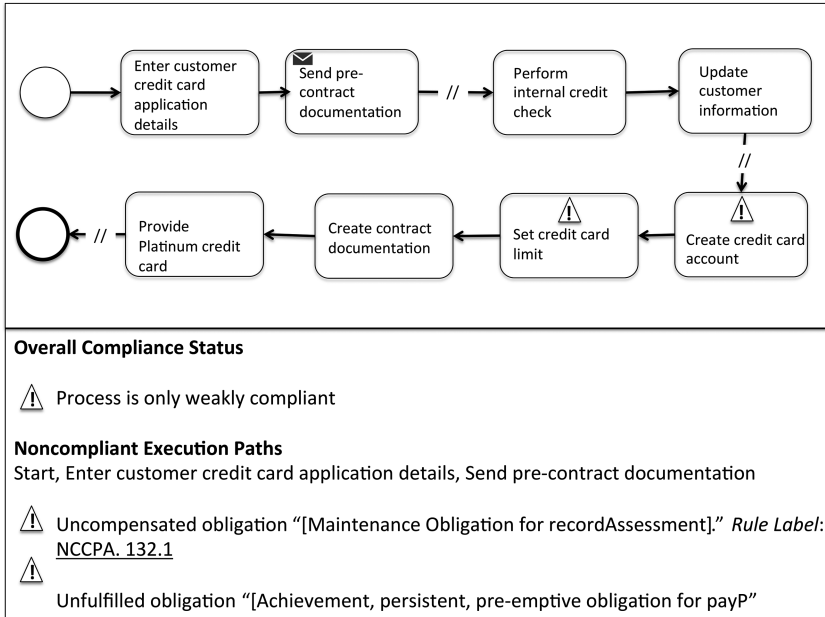 Enter customer
credit card
application
details
Send pre-
contract
documentation
//
Perform
internal credit
check
Update
customer
information
//
Create credit card
account
Set credit card
limit
Create contract
documentation
Provide
Platinum credit
card
//
Overall Compliance Status
Process is only weakly compliant
Noncompliant Execution Paths
Start, Enter customer credit card application details, Send pre-contract documentation
Uncompensated obligation “[Maintenance Obligation for recordAssessment].” Rule Label:
NCCPA. 132.1
Unfulfilled obligation “[Achievement, persistent, pre-emptive obligation for payP”